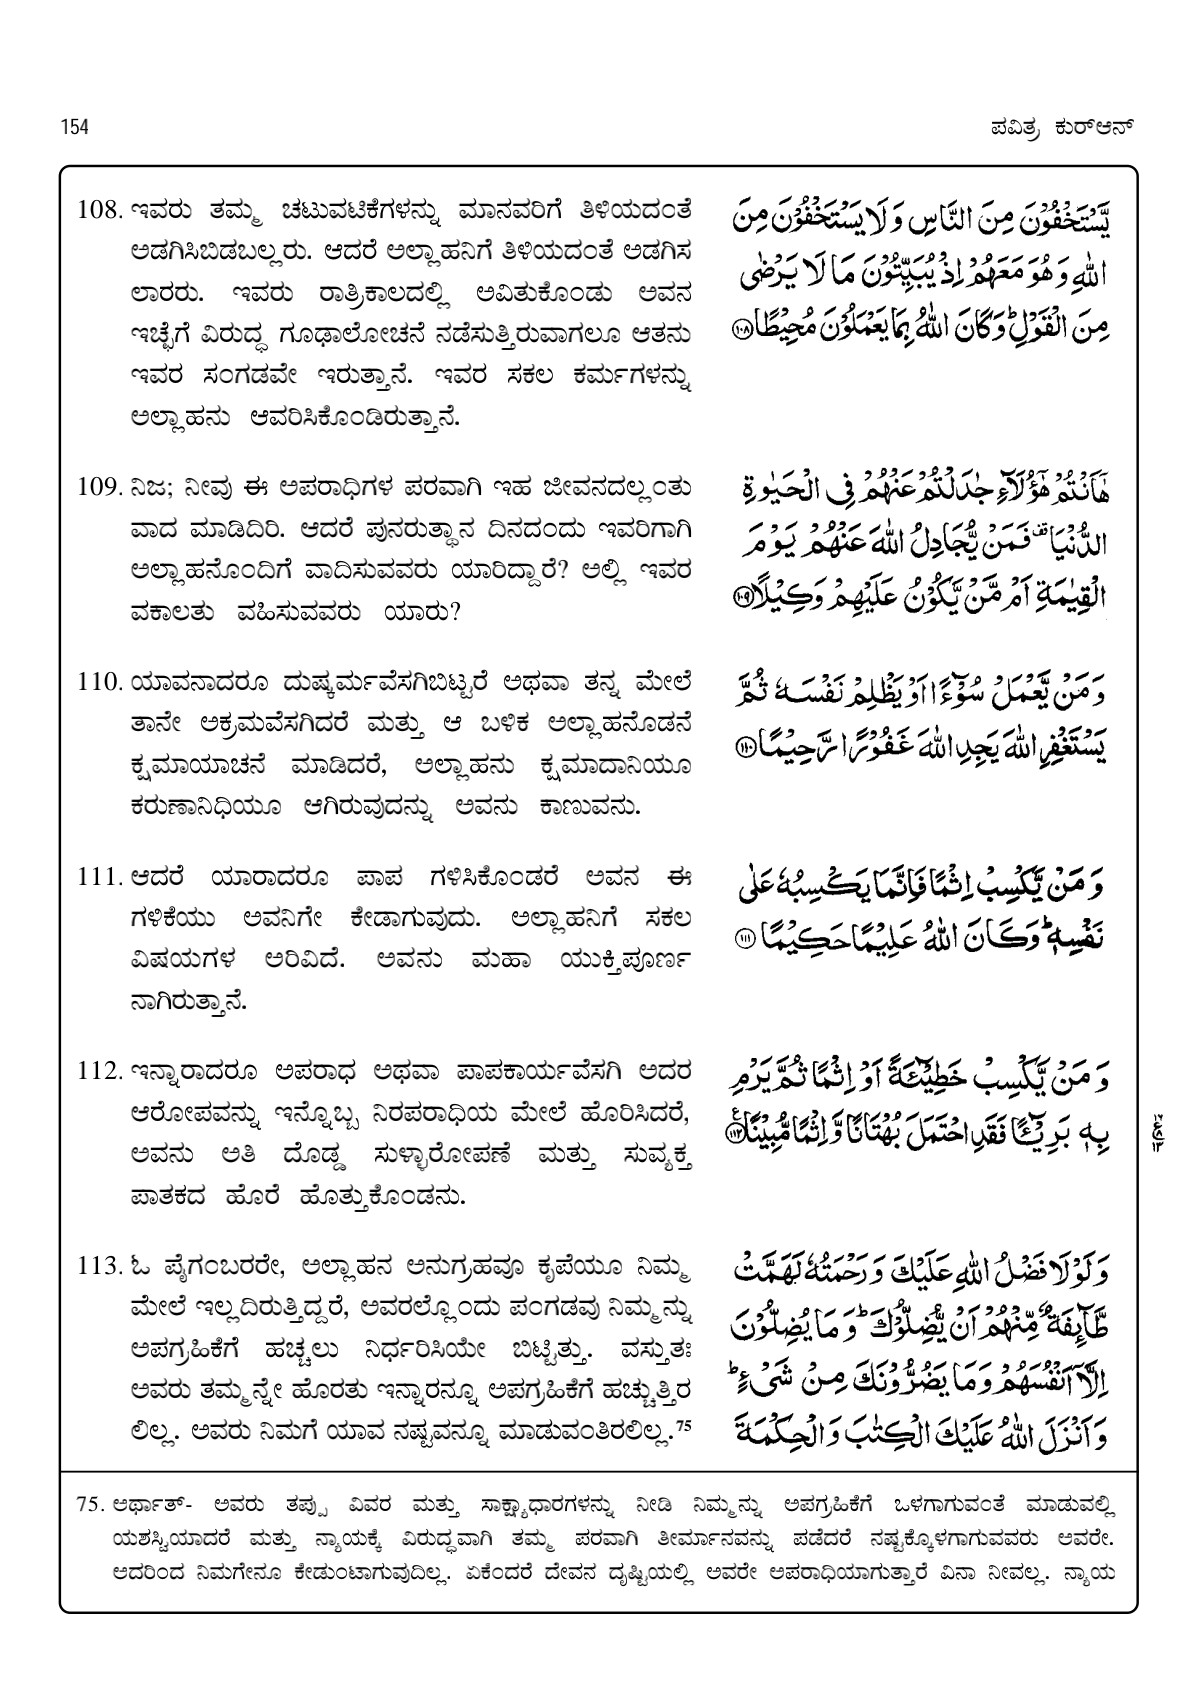 154
ಪವಿತ್ರ ಕುರ್‌ಆನ್
108. ಇವರು ತಮ್ಮ ಚಟುವಟಿಕೆಗಳನ್ನು ಮಾನವರಿಗೆ ತಿಳಿಯದಂತೆ
ಅಡಗಿಸಿಬಿಡಬಲ್ಲರು. ಆದರೆ ಅಲ್ಲಾಹನಿಗೆ ತಿಳಿಯದಂತೆ ಅಡಗಿಸ
ಲಾರರು. ಇವರು ರಾತ್ರಿಕಾಲದಲ್ಲಿ ಅವಿತುಕೊಂಡು ಅವನ
ಇಚ್ಛೆಗೆ ವಿರುದ್ಧ ಗೂಢಾಲೋಚನೆ ನಡೆಸುತ್ತಿರುವಾಗಲೂ ಆತನು
ಇವರ ಸಂಗಡವೇ ಇರುತ್ತಾನೆ. ಇವರ ಸಕಲ ಕರ್ಮಗಳನ್ನು
ಅಲ್ಲಾಹನು ಆವರಿಸಿಕೊಂಡಿರುತ್ತಾನೆ.
يَّسْتَخْفُوْنَ مِنَ النَّاسِ وَلَا يَسْتَخْفُوْنَ مِنَ
اللّٰهِ وَهُوَ مَعَهُمْ اِذْ يُبَيِّتُوْنَ مَا لَا يَرْضٰى
مِنَ الْقَوْلِ ؕ وَكَانَ اللّٰهُ بِمَا يَعْمَلُوْنَ مُحِيْطًا ﴿۱۰۸﴾
109. ನಿಜ; ನೀವು ಈ ಅಪರಾಧಿಗಳ ಪರವಾಗಿ ಇಹ ಜೀವನದಲ್ಲಂತು
ವಾದ ಮಾಡಿದಿರಿ. ಆದರೆ ಪುನರುತ್ಥಾನ ದಿನದಂದು ಇವರಿಗಾಗಿ
ಅಲ್ಲಾಹನೊಂದಿಗೆ ವಾದಿಸುವವರು ಯಾರಿದ್ದಾರೆ? ಅಲ್ಲಿ ಇವರ
ವಕಾಲತು ವಹಿಸುವವರು ಯಾರು?
هٰٓاَنْتُمْ هٰٓؤُلَآءِ جٰدَلْتُمْ عَنْهُمْ فِى الْحَيٰوةِ
الدُّنْيَا ۫ فَمَنْ يُّجَادِلُ اللّٰهَ عَنْهُمْ يَوْمَ
الْقِيٰمَةِ اَمْ مَّنْ يَّكُوْنُ عَلَيْهِمْ وَكِيْلًا ﴿۱۰۹﴾
110. ಯಾವನಾದರೂ ದುಷ್ಕರ್ಮವೆಸಗಿಬಿಟ್ಟರೆ ಅಥವಾ ತನ್ನ ಮೇಲೆ
ತಾನೇ ಅಕ್ರಮವೆಸಗಿದರೆ ಮತ್ತು ಆ ಬಳಿಕ ಅಲ್ಲಾಹನೊಡನೆ
ಕ್ಷಮಾಯಾಚನೆ ಮಾಡಿದರೆ, ಅಲ್ಲಾಹನು ಕ್ಷಮಾದಾನಿಯೂ
ಕರುಣಾನಿಧಿಯೂ ಆಗಿರುವುದನ್ನು ಅವನು ಕಾಣುವನು.
وَمَنْ يَّعْمَلْ سُوْٓءًا اَوْ يَظْلِمْ نَفْسَهٗ ثُمَّ
يَسْتَغْفِرِ اللّٰهَ يَجِدِ اللّٰهَ غَفُوْرًا رَّحِيْمًا ﴿۱۱۰﴾
111. ಆದರೆ ಯಾರಾದರೂ ಪಾಪ ಗಳಿಸಿಕೊಂಡರೆ ಅವನ ಈ
ಗಳಿಕೆಯು ಅವನಿಗೇ ಕೇಡಾಗುವುದು. ಅಲ್ಲಾಹನಿಗೆ ಸಕಲ
ವಿಷಯಗಳ ಅರಿವಿದೆ. ಅವನು ಮಹಾ ಯುಕ್ತಿಪೂರ್ಣ
ನಾಗಿರುತ್ತಾನೆ.
وَمَنْ يَّكْسِبْ اِثْمًا فَاِنَّمَا يَكْسِبُهٗ عَلٰى
نَفْسِهٖ ؕ وَكَانَ اللّٰهُ عَلِيْمًا حَكِيْمًا ﴿۱۱۱﴾
112. ಇನ್ನಾರಾದರೂ ಅಪರಾಧ ಅಥವಾ ಪಾಪಕಾರ್ಯವೆಸಗಿ ಅದರ
ಆರೋಪವನ್ನು ಇನ್ನೊಬ್ಬ ನಿರಪರಾಧಿಯ ಮೇಲೆ ಹೊರಿಸಿದರೆ,
ಅವನು ಅತಿ ದೊಡ್ಡ ಸುಳ್ಳಾರೋಪಣೆ ಮತ್ತು ಸುವ್ಯಕ್ತ
ಪಾತಕದ ಹೊರೆ ಹೊತ್ತುಕೊಂಡನು.
وَمَنْ يَّكْسِبْ خَطِيْٓئَةً اَوْ اِثْمًا ثُمَّ يَرْمِ
بِهٖ بَرِيْٓئًا فَقَدِ احْتَمَلَ بُهْتَانًا وَّاِثْمًا مُّبِيْنًا ﴿۱۱۲﴾
113. ಓ ಪೈಗಂಬರರೇ, ಅಲ್ಲಾಹನ ಅನುಗ್ರಹವೂ ಕೃಪೆಯೂ ನಿಮ್ಮ
ಮೇಲೆ ಇಲ್ಲದಿರುತ್ತಿದ್ದರೆ, ಅವರಲ್ಲೊಂದು ಪಂಗಡವು ನಿಮ್ಮನ್ನು
ಅಪಗ್ರಹಿಕೆಗೆ ಹಚ್ಚಲು ನಿರ್ಧರಿಸಿಯೇ ಬಿಟ್ಟಿತ್ತು. ವಸ್ತುತಃ
ಅವರು ತಮ್ಮನ್ನೇ ಹೊರತು ಇನ್ನಾರನ್ನೂ ಅಪಗ್ರಹಿಕೆಗೆ ಹಚ್ಚುತ್ತಿರ
ಲಿಲ್ಲ. ಅವರು ನಿಮಗೆ ಯಾವ ನಷ್ಟವನ್ನೂ ಮಾಡುವಂತಿರಲಿಲ್ಲ.75
وَلَوْلَا فَضْلُ اللّٰهِ عَلَيْكَ وَرَحْمَتُهٗ لَهَمَّتْ
طَّآئِفَةٌ مِّنْهُمْ اَنْ يُّضِلُّوْكَ ؕ وَمَا يُضِلُّوْنَ
اِلَّاۤ اَنْفُسَهُمْ وَمَا يَضُرُّوْنَكَ مِنْ شَىْءٍ ؕ
وَاَنْزَلَ اللّٰهُ عَلَيْكَ الْكِتٰبَ وَالْحِكْمَةَ
75. ಅರ್ಥಾತ್- ಅವರು ತಪ್ಪು ವಿವರ ಮತ್ತು ಸಾಕ್ಷ್ಯಾಧಾರಗಳನ್ನು ನೀಡಿ ನಿಮ್ಮನ್ನು ಅಪಗ್ರಹಿಕೆಗೆ ಒಳಗಾಗುವಂತೆ ಮಾಡುವಲ್ಲಿ
ಯಶಸ್ವಿಯಾದರೆ ಮತ್ತು ನ್ಯಾಯಕ್ಕೆ ವಿರುದ್ಧವಾಗಿ ತಮ್ಮ ಪರವಾಗಿ ತೀರ್ಮಾನವನ್ನು ಪಡೆದರೆ ನಷ್ಟಕ್ಕೊಳಗಾಗುವವರು ಅವರೇ.
ಆದರಿಂದ ನಿಮಗೇನೂ ಕೇಡುಂಟಾಗುವುದಿಲ್ಲ. ಏಕೆಂದರೆ ದೇವನ ದೃಷ್ಟಿಯಲ್ಲಿ ಅವರೇ ಅಪರಾಧಿಯಾಗುತ್ತಾರೆ ವಿನಾ ನೀವಲ್ಲ. ನ್ಯಾಯ